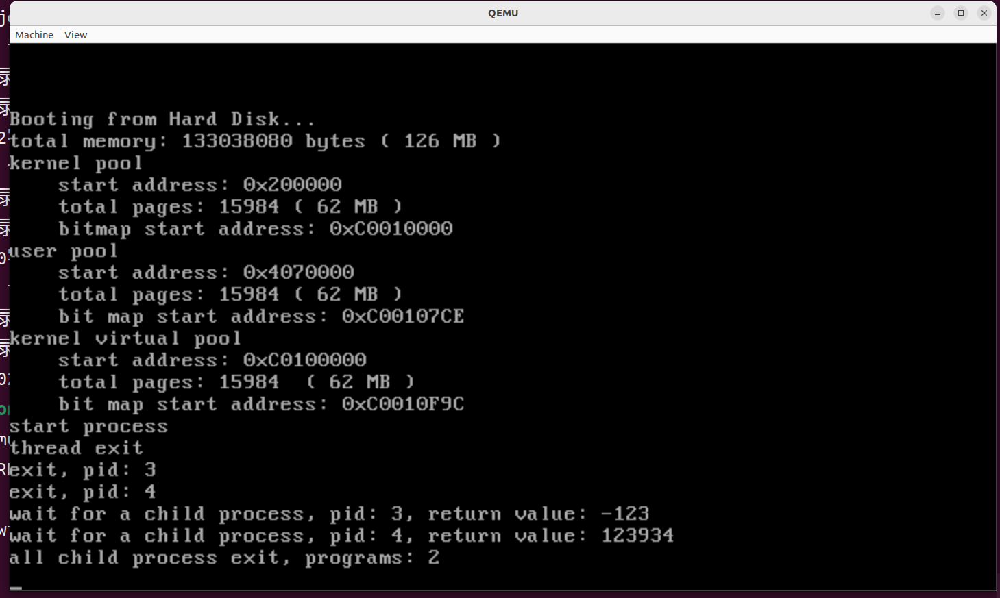 QEMU
Machine View
Booting from Hard Disk...
total memory: 133038080 bytes ( 126 MB )
kernel pool
    start address: 0x200000
    total pages: 15984 ( 62 MB )
    bitmap start address: 0xC0010000
user pool
    start address: 0x4070000
    total pages: 15984 ( 62 MB )
    bit map start address: 0xC00107CE
kernel virtual pool
    start address: 0xC0100000
    total pages: 15984  ( 62 MB )
    bit map start address: 0xC0010F9C
start process
thread exit
exit, pid: 3
exit, pid: 4
wait for a child process, pid: 3, return value: -123
wait for a child process, pid: 4, return value: 123934
all child process exit, programs: 2